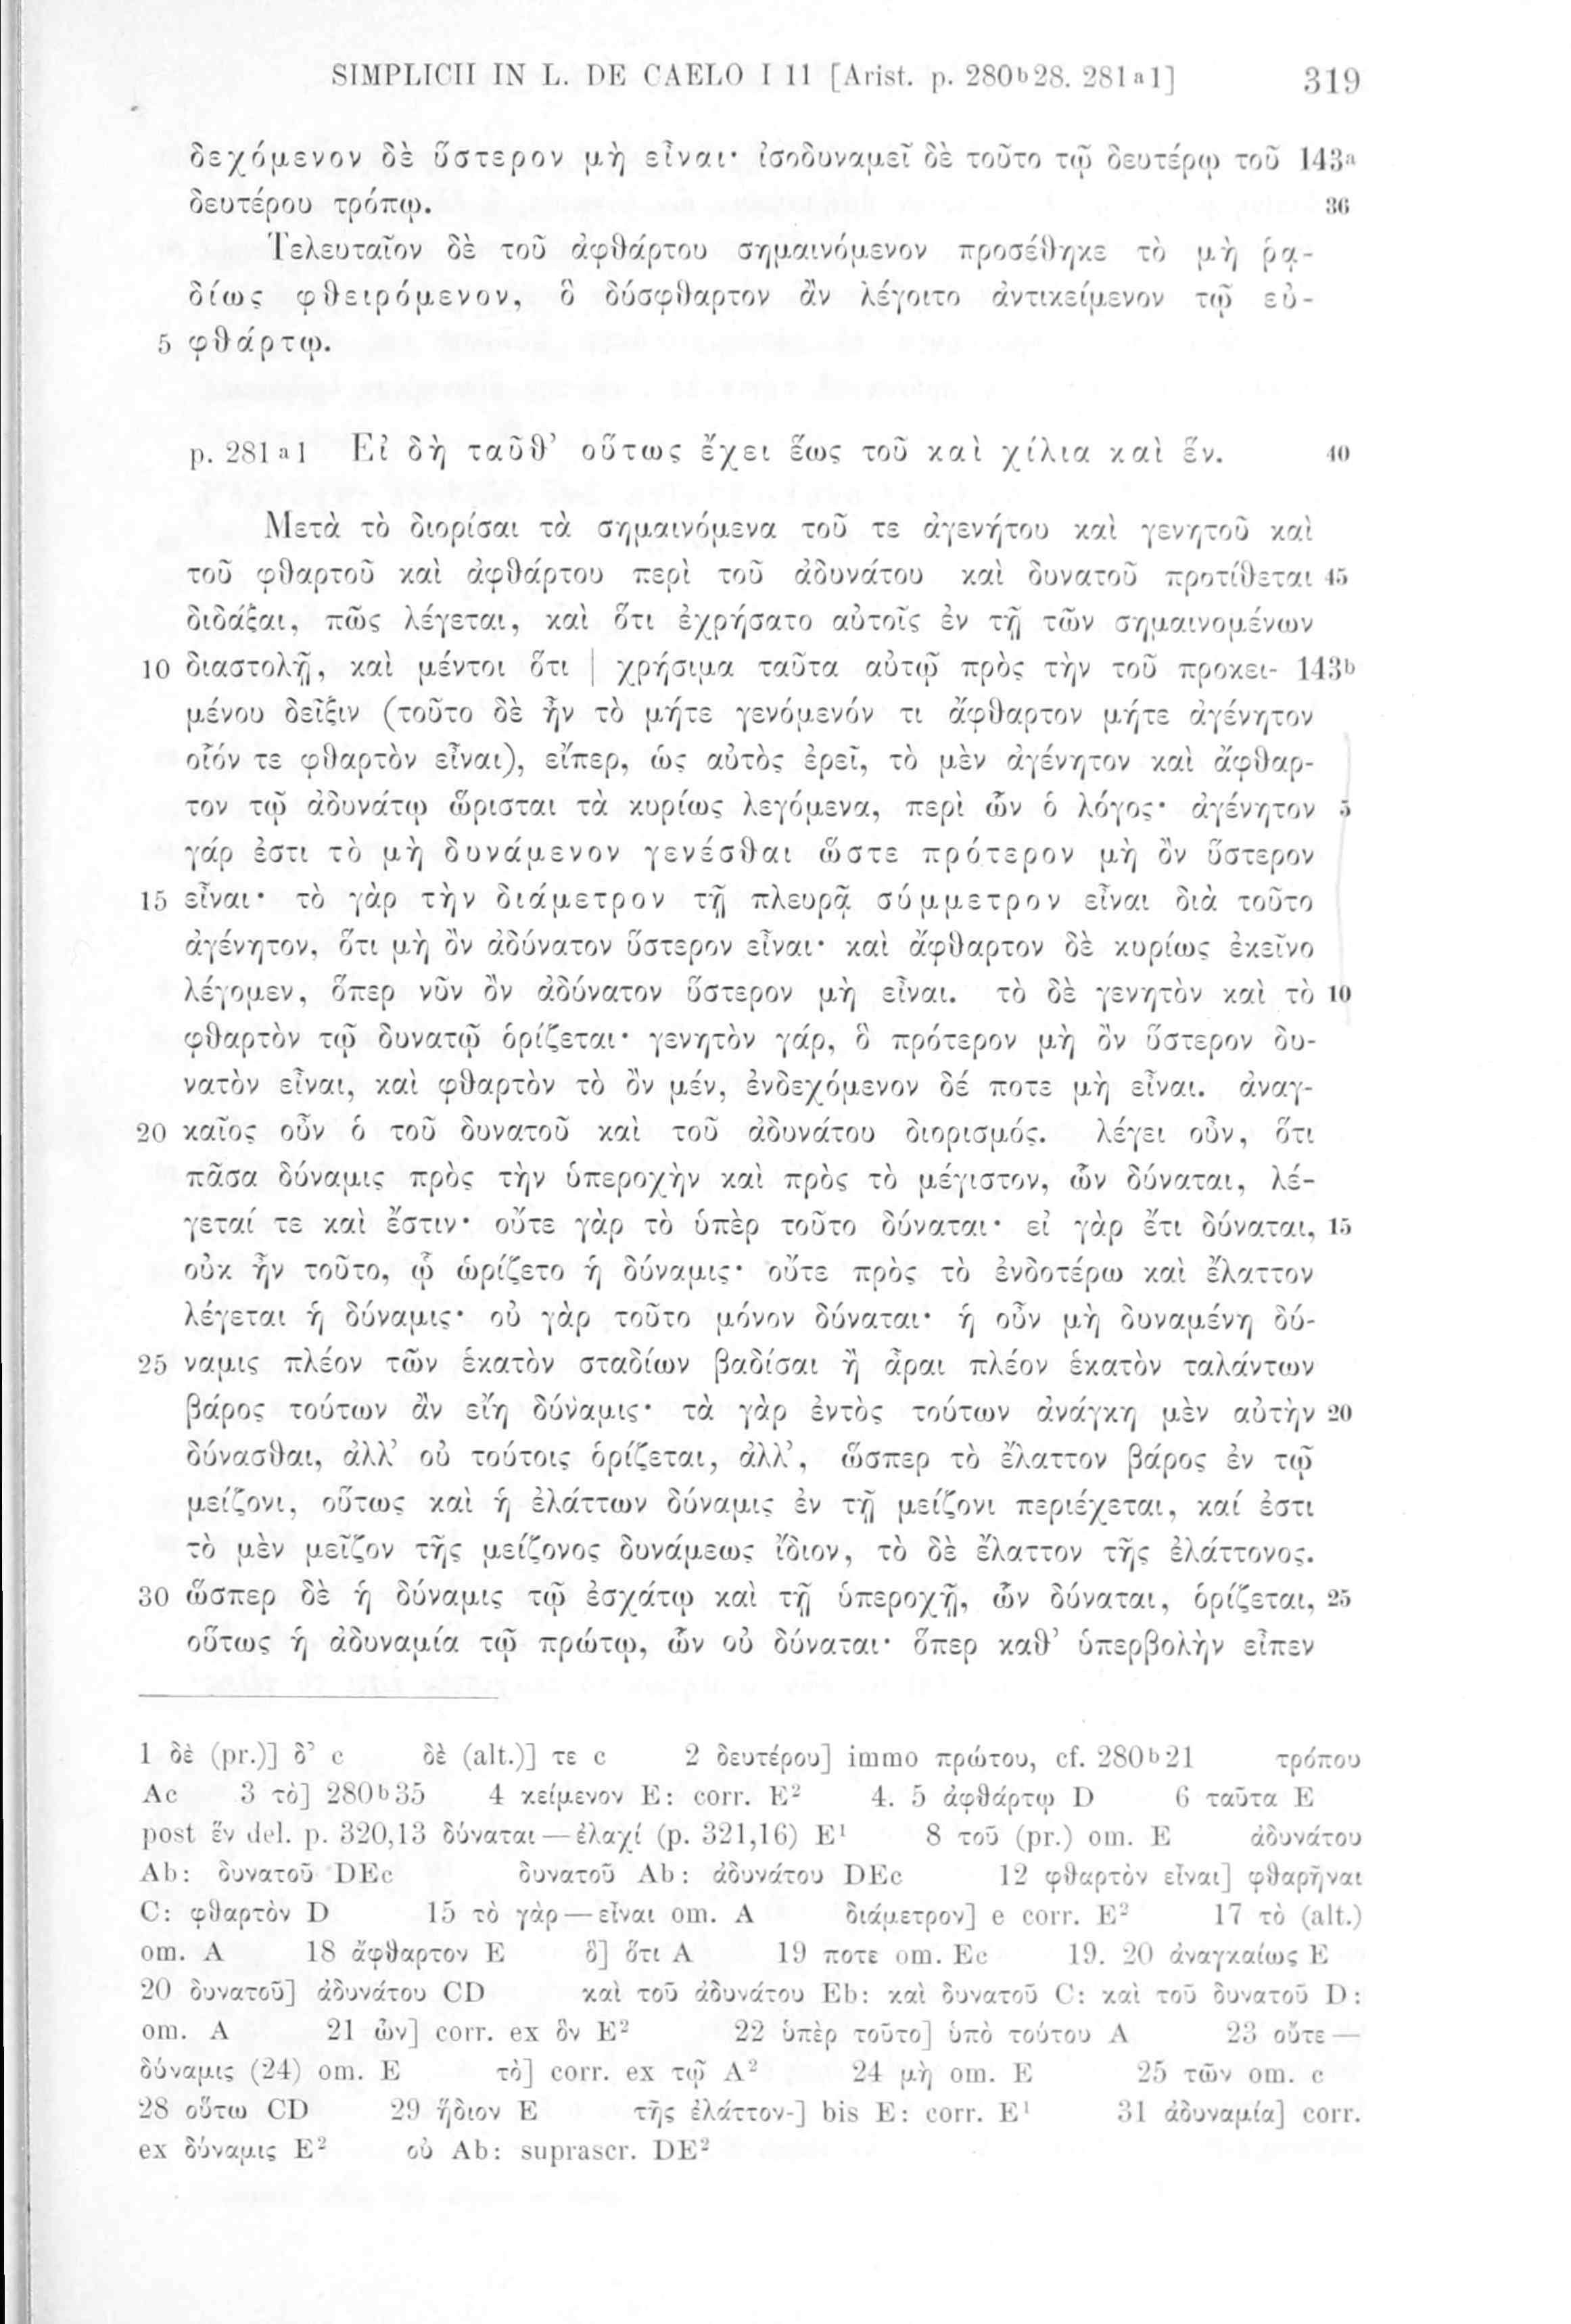 SIMPLICII IN L. DE CAELO I 11 [Arist. p. 280ᵇ28. 281ᵃ1] 319
δεχόμενον δὲ ὕστερον μὴ εἶναι· ἰσοδυναμεῖ δὲ τοῦτο τῷ δευτέρῳ τοῦ 143ᵃ
δευτέρου τρόπῳ. 36
Τελευταῖον δὲ τοῦ ἀφθάρτου σημαινόμενον προσέθηκε τὸ μὴ ῥᾳ-
δίως φθειρόμενον, ὃ δύσφθαρτον ἂν λέγοιτο ἀντικείμενον τῷ εὐ-
5 φθάρτῳ.
p. 281ᵃ1 Εἰ δὴ ταῦθ’ οὕτως ἔχει ἕως τοῦ καὶ χίλια καὶ ἕν. 40
Μετὰ τὸ διορίσαι τὰ σημαινόμενα τοῦ τε ἀγενήτου καὶ γενητοῦ καὶ
τοῦ φθαρτοῦ καὶ ἀφθάρτου περὶ τοῦ ἀδυνάτου καὶ δυνατοῦ προτίθεται 45
διδάξαι, πῶς λέγεται, καὶ ὅτι ἐχρήσατο αὐτοῖς ἐν τῇ τῶν σημαινομένων
10 διαστολῇ, καὶ μέντοι ὅτι | χρήσιμα ταῦτα αὐτῷ πρὸς τὴν τοῦ προκει- 143ᵇ
μένου δεῖξιν (τοῦτο δὲ ἦν τὸ μήτε γενόμενόν τι ἄφθαρτον μήτε ἀγένητον
οἷόν τε φθαρτὸν εἶναι), εἴπερ, ὡς αὐτὸς ἐρεῖ, τὸ μὲν ἀγένητον καὶ ἄφθαρ-
τον τῷ ἀδυνάτῳ ὥρισται τὰ κυρίως λεγόμενα, περὶ ὧν ὁ λόγος· ἀγένητον 5
γάρ ἐστι τὸ μὴ δυνάμενον γενέσθαι ὥστε πρότερον μὴ ὂν ὕστερον
15 εἶναι· τὸ γὰρ τὴν διάμετρον τῇ πλευρᾷ σύμμετρον εἶναι διὰ τοῦτο
ἀγένητον, ὅτι μὴ ὂν ἀδύνατον ὕστερον εἶναι· καὶ ἄφθαρτον δὲ κυρίως ἐκεῖνο
λέγομεν, ὅπερ νῦν ὂν ἀδύνατον ὕστερον μὴ εἶναι. τὸ δὲ γενητὸν καὶ τὸ 10
φθαρτὸν τῷ δυνατῷ ὁρίζεται· γενητὸν γάρ, ὃ πρότερον μὴ ὂν ὕστερον δυ-
νατὸν εἶναι, καὶ φθαρτὸν τὸ ὂν μέν, ἐνδεχόμενον δέ ποτε μὴ εἶναι. ἀναγ-
20 καῖος οὖν ὁ τοῦ δυνατοῦ καὶ τοῦ ἀδυνάτου διορισμός. λέγει οὖν, ὅτι
πᾶσα δύναμις πρὸς τὴν ὑπεροχὴν καὶ πρὸς τὸ μέγιστον, ὧν δύναται, λέ-
γεταί τε καὶ ἔστιν· οὔτε γὰρ τὸ ὑπὲρ τοῦτο δύναται· εἰ γὰρ ἔτι δύναται, 15
οὐκ ἦν τοῦτο, ᾧ ὡρίζετο ἡ δύναμις· οὔτε πρὸς τὸ ἐνδοτέρω καὶ ἔλαττον
λέγεται ἡ δύναμις· οὐ γὰρ τοῦτο μόνον δύναται· ἡ οὖν μὴ δυναμένη δύ-
25 ναμις πλέον τῶν ἑκατὸν σταδίων βαδίσαι ἢ ἆραι πλέον ἑκατὸν ταλάντων
βάρος τούτων ἂν εἴη δύναμις· τὰ γὰρ ἐντὸς τούτων ἀνάγκη μὲν αὐτὴν 20
δύνασθαι, ἀλλ’ οὐ τούτοις ὁρίζεται, ἀλλ’, ὥσπερ τὸ ἔλαττον βάρος ἐν τῷ
μείζονι, οὕτως καὶ ἡ ἐλάττων δύναμις ἐν τῇ μείζονι περιέχεται, καί ἐστι
τὸ μὲν μεῖζον τῆς μείζονος δυνάμεως ἴδιον, τὸ δὲ ἔλαττον τῆς ἐλάττονος.
30 ὥσπερ δὲ ἡ δύναμις τῷ ἐσχάτῳ καὶ τῇ ὑπεροχῇ, ὧν δύναται, ὁρίζεται, 25
οὕτως ἡ ἀδυναμία τῷ πρώτῳ, ὧν οὐ δύναται· ὅπερ καθ’ ὑπερβολὴν εἶπεν
1 δὲ (pr.)] δ’ c δὲ (alt.)] τε c 2 δευτέρου] immo πρώτου, cf. 280ᵇ21 τρόπου
Ac 3 τὸ] 280ᵇ35 4 κείμενον E: corr. E² 4. 5 ἀφθάρτῳ D 6 ταῦτα E
post ἕν del. p. 320,13 δύναται — ἐλαχί (p. 321,16) E¹ 8 τοῦ (pr.) om. E ἀδυνάτου
Ab: δυνατοῦ DEc δυνατοῦ Ab: ἀδυνάτου DEc 12 φθαρτὸν εἶναι] φθαρῆναι
C: φθαρτὸν D 15 τὸ γὰρ — εἶναι om. A διάμετρον] e corr. E² 17 τὸ (alt.)
om. A 18 ἄφθαρτον E ὃ] ὅτι A 19 ποτε om. Ec 19. 20 ἀναγκαίως E
20 δυνατοῦ] ἀδυνάτου CD καὶ τοῦ ἀδυνάτου Eb: καὶ δυνατοῦ C: καὶ τοῦ δυνατοῦ D:
om. A 21 ὧν] corr. ex ὃν E² 22 ὑπὲρ τοῦτο] ὑπὸ τούτου A 23 οὔτε —
δύναμις (24) om. E τὸ] corr. ex τῷ A² 24 μὴ om. E 25 τῶν om. c
28 οὕτω CD 29 ἥδιον E τῆς ἐλάττον-] bis E: corr. E¹ 31 ἀδυναμία] corr.
ex δύναμις E² οὐ Ab: suprascr. DE²